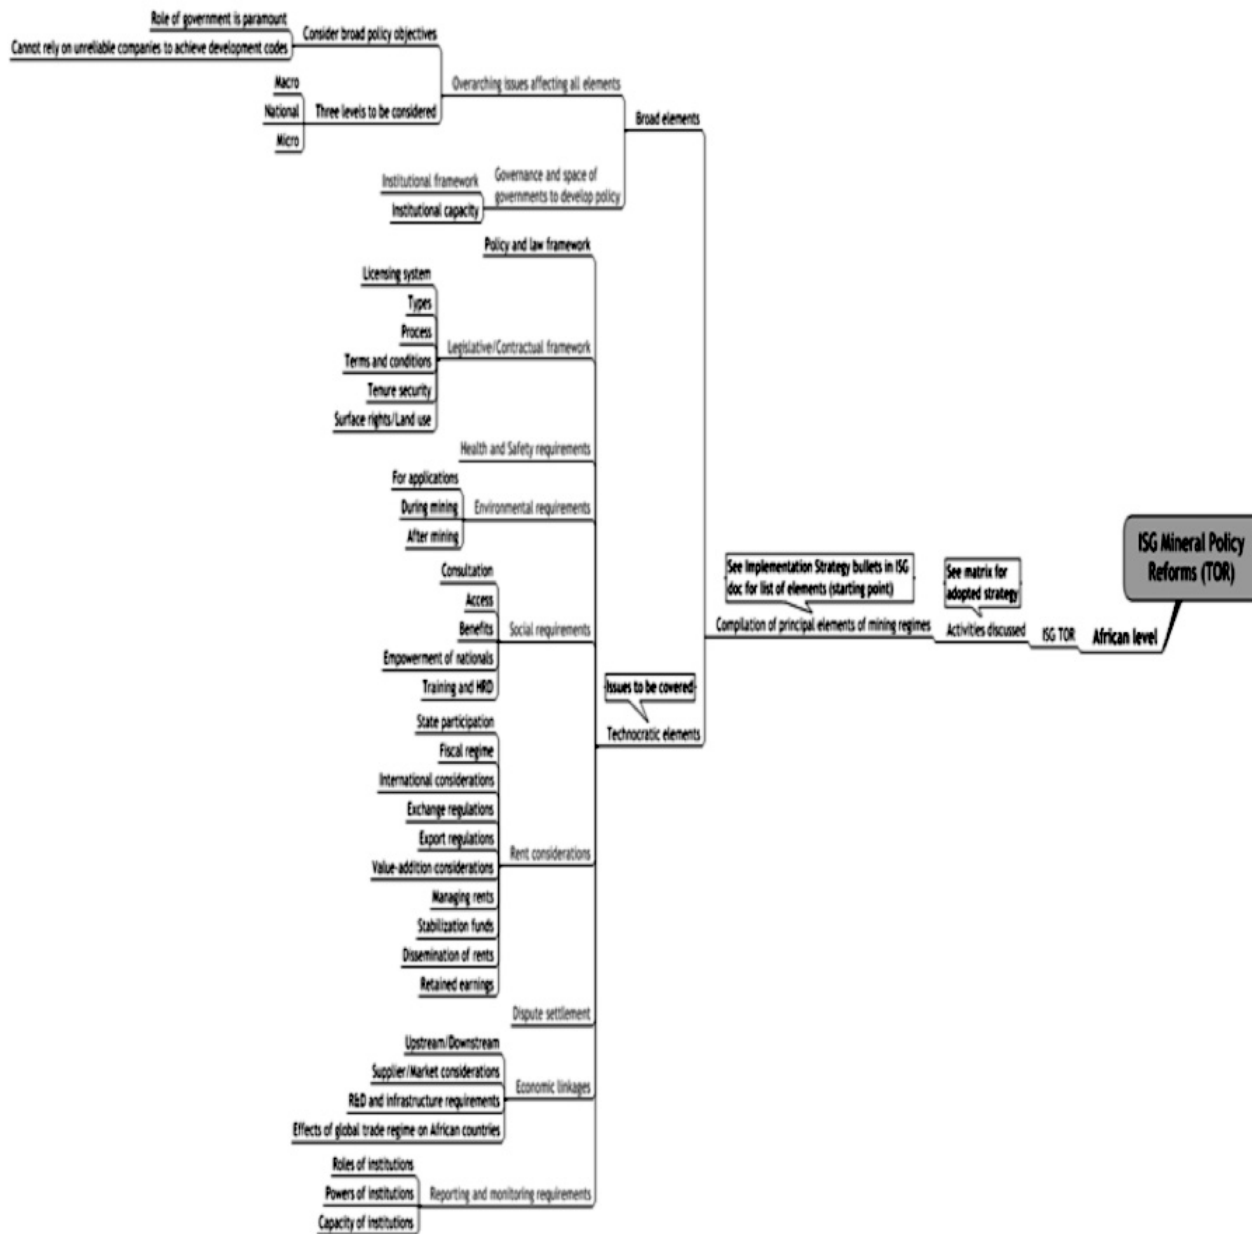 Role of government is paramount
Consider broad policy objectives
Cannot rely on unreliable companies to achieve development codes
Overarching issues affecting all elements
Macro
National
Three levels to be considered
Micro
Broad elements
Institutional framework
Governance and space of
governments to develop policy
Institutional capacity
Policy and law framework
Licensing system
Types
Process
Legislative/Contractual framework
Terms and conditions
Tenure security
Surface rights/Land use
Health and Safety requirements
For applications
During mining
Environmental requirements
After mining
Consultation
Access
Benefits
Social requirements
Empowerment of nationals
Training and HRD
Issues to be covered
Technocratic elements
State participation
Fiscal regime
International considerations
Exchange regulations
Export regulations
Rent considerations
Value-addition considerations
Managing rents
Stabilization funds
Dissemination of rents
Retained earnings
Dispute settlement
Upstream/Downstream
Supplier/Market considerations
Economic linkages
R&D and infrastructure requirements
Effects of global trade regime on African countries
Roles of institutions
Powers of institutions
Reporting and monitoring requirements
Capacity of institutions
See Implementation Strategy bullets in ISG
doc for list of elements (starting point)
Compilation of principal elements of mining regimes
See matrix for
adopted strategy
Activities discussed
ISG TOR
African level
ISG Mineral Policy
Reforms (TOR)